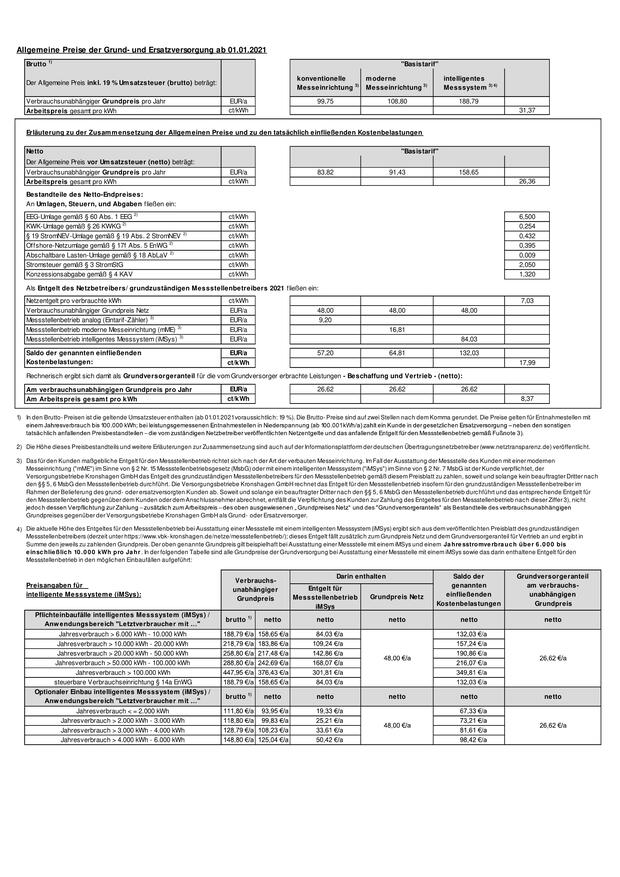 Allgemeine Preise der Grund- und Ersatzversorgung ab 01.01.2021
Brutto 1)
"Basistarif"
Der Allgemeine Preis inkl. 19 % Umsatzsteuer (brutto) beträgt:
konventionelle Messeinrichtung 3)
moderne Messeinrichtung 3)
intelligentes Messsystem 3) 4)
Verbrauchsunabhängiger Grundpreis pro Jahr EUR/a 99,75 108,80 188,79
Arbeitspreis gesamt pro kWh ct/kWh 31,37
Erläuterung zu der Zusammensetzung der Allgemeinen Preise und zu den tatsächlich einfließenden Kostenbelastungen
Netto
"Basistarif"
Der Allgemeine Preis vor Umsatzsteuer (netto) beträgt:
Verbrauchsunabhängiger Grundpreis pro Jahr EUR/a 83,82 91,43 158,65
Arbeitspreis gesamt pro kWh ct/kWh 26,36
Bestandteile des Netto-Endpreises:
An Umlagen, Steuern, und Abgaben fließen ein:
EEG-Umlage gemäß § 60 Abs. 1 EEG 2) ct/kWh 6,500
KWK-Umlage gemäß § 26 KWKG 2) ct/kWh 0,254
§ 19 StromNEV-Umlage gemäß § 19 Abs. 2 StromNEV 2) ct/kWh 0,432
Offshore-Netzumlage gemäß § 17f Abs. 5 EnWG 2) ct/kWh 0,395
Abschaltbare Lasten-Umlage gemäß § 18 AbLaV 2) ct/kWh 0,009
Stromsteuer gemäß § 3 StromStG ct/kWh 2,050
Konzessionsabgabe gemäß § 4 KAV ct/kWh 1,320
Als Entgelt des Netzbetreibers/ grundzuständigen Messstellenbetreibers 2021 fließen ein:
Netzentgelt pro verbrauchte kWh ct/kWh 7,03
Verbrauchsunabhängiger Grundpreis Netz EUR/a 48,00 48,00 48,00
Messstellenbetrieb analog (Eintarif-Zähler) 3) EUR/a 9,20
Messstellenbetrieb moderne Messeinrichtung (mME) 3) EUR/a 16,81
Messstellenbetrieb intelligentes Messsystem (iMSys) 3) EUR/a 84,03
Saldo der genannten einfließenden EUR/a 57,20 64,81 132,03
Kostenbelastungen: ct/kWh 17,99
Rechnerisch ergibt sich damit als Grundversorgeranteil für die vom Grundversorger erbrachte Leistungen - Beschaffung und Vertrieb - (netto):
Am verbrauchsunabhängigen Grundpreis pro Jahr EUR/a 26,62 26,62 26,62
Am Arbeitspreis gesamt pro kWh ct/kWh 8,37
1) In den Brutto- Preisen ist die geltende Umsatzsteuer enthalten (ab 01.01.2021 voraussichtlich: 19 %). Die Brutto- Preise sind auf zwei Stellen nach dem Komma gerundet. Die Preise gelten für Entnahmestellen mit
einem Jahresverbrauch bis 100.000 kWh; bei leistungsgemessenen Entnahmestellen in Niederspannung (ab 100.001kWh/a) zahlt ein Kunde in der gesetzlichen Ersatzversorgung – neben den sonstigen
tatsächlich anfallenden Preisbestandteilen – die vom zuständigen Netzbetreiber veröffentlichten Netzentgelte und das anfallende Entgelt für den Messstellenbetrieb gemäß Fußnote 3).
2) Die Höhe dieses Preisbestandteils und weitere Erläuterungen zur Zusammensetzung sind auch auf der Informationsplattform der deutschen Übertragungsnetzbetreiber (www.netztransparenz.de) veröffentlicht.
3) Das für den Kunden maßgebliche Entgelt für den Messstellenbetrieb richtet sich nach der Art der verbauten Messeinrichtung. Im Fall der Ausstattung der Messstelle des Kunden mit einer modernen
Messeinrichtung ("mME") im Sinne von § 2 Nr. 15 Messstellenbetriebsgesetz (MsbG) oder mit einem intelligenten Messsystem ("iMSys") im Sinne von § 2 Nr. 7 MsbG ist der Kunde verpflichtet, der
Versorgungsbetriebe Kronshagen GmbH das Entgelt des grundzuständigen Messstellenbetreibers für den Messstellenbetrieb gemäß diesem Preisblatt zu zahlen, soweit und solange kein beauftragter Dritter nach
den §§ 5, 6 MsbG den Messstellenbetrieb durchführt. Die Versorgungsbetriebe Kronshagen GmbH rechnet das Entgelt für den Messstellenbetrieb insofern für den grundzuständigen Messstellenbetreiber im
Rahmen der Belieferung des grund- oder ersatzversorgten Kunden ab. Soweit und solange ein beauftragter Dritter nach den §§ 5, 6 MsbG den Messstellenbetrieb durchführt und das entsprechende Entgelt für
den Messstellenbetrieb gegenüber dem Kunden oder dem Anschlussnehmer abrechnet, entfällt die Verpflichtung des Kunden zur Zahlung des Entgeltes für den Messstellenbetrieb nach dieser Ziffer 3), nicht
jedoch dessen Verpflichtung zur Zahlung – zusätzlich zum Arbeitspreis – des oben ausgewiesenen „Grundpreises Netz" und des "Grundversorgeranteils" als Bestandteile des verbrauchsunabhängigen
Grundpreises gegenüber der Versorgungsbetriebe Kronshagen GmbH als Grund- oder Ersatzversorger.
4) Die aktuelle Höhe des Entgeltes für den Messstellenbetrieb bei Ausstattung einer Messstelle mit einem intelligenten Messsystem (iMSys) ergibt sich aus dem veröffentlichten Preisblatt des grundzuständigen
Messstellenbetreibers (derzeit unter https://www.vbk-kronshagen.de/netze/messstellenbetrieb/); dieses Entgelt fällt zusätzlich zum Grundpreis Netz und dem Grundversorgeranteil für Vertrieb an und ergibt in
Summe den jeweils zu zahlenden Grundpreis. Der oben genannte Grundpreis gilt beispielhaft bei Ausstattung einer Messstelle mit einem iMSys und einem Jahresstromverbrauch über 6.000 bis
einschließlich 10.000 kWh pro Jahr. In der folgenden Tabelle sind alle Grundpreise der Grundversorgung bei Ausstattung einer Messstelle mit einem iMSys sowie das darin enthaltene Entgelt für den
Messstellenbetrieb in den möglichen Einbaufällen aufgeführt:
Preisangaben für intelligente Messsysteme (iMSys):
Verbrauchsunabhängiger Grundpreis
Darin enthalten
Entgelt für Messstellenbetrieb iMSys
Grundpreis Netz
Saldo der genannten einfließenden Kostenbelastungen
Grundversorgeranteil am verbrauchsunabhängigen Grundpreis
Pflichteinbaufälle intelligentes Messsystem (iMSys) /
Anwendungsbereich "Letztverbraucher mit ..." brutto 1) netto netto netto netto netto
Jahresverbrauch > 6.000 kWh - 10.000 kWh 188,79 €/a 158,65 €/a 84,03 €/a 132,03 €/a
Jahresverbrauch > 10.000 kWh - 20.000 kWh 218,79 €/a 183,86 €/a 109,24 €/a 157,24 €/a
Jahresverbrauch > 20.000 kWh - 50.000 kWh 258,80 €/a 217,48 €/a 142,86 €/a 190,86 €/a
Jahresverbrauch > 50.000 kWh - 100.000 kWh 288,80 €/a 242,69 €/a 168,07 €/a 48,00 €/a 216,07 €/a 26,62 €/a
Jahresverbrauch > 100.000 kWh 447,95 €/a 376,43 €/a 301,81 €/a 349,81 €/a
steuerbare Verbrauchseinrichtung § 14a EnWG 188,79 €/a 158,65 €/a 84,03 €/a 132,03 €/a
Optionaler Einbau intelligentes Messsystem (iMSys) /
Anwendungsbereich "Letztverbraucher mit ..." brutto 1) netto netto netto netto netto
Jahresverbrauch < = 2.000 kWh 111,80 €/a 93,95 €/a 19,33 €/a 67,33 €/a
Jahresverbrauch > 2.000 kWh - 3.000 kWh 118,80 €/a 99,83 €/a 25,21 €/a 48,00 €/a 73,21 €/a 26,62 €/a
Jahresverbrauch > 3.000 kWh - 4.000 kWh 128,79 €/a 108,23 €/a 33,61 €/a 81,61 €/a
Jahresverbrauch > 4.000 kWh - 6.000 kWh 148,80 €/a 125,04 €/a 50,42 €/a 98,42 €/a